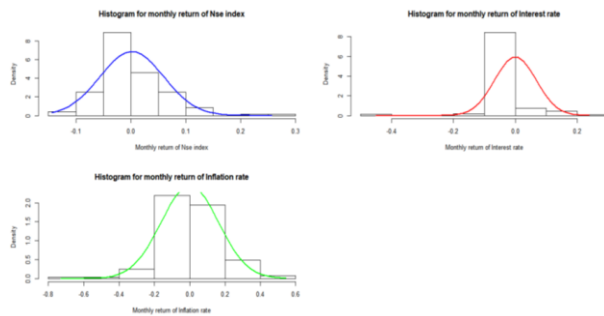 Histogram for monthly return of Nse index
Density
0 2 4 6 8
-0.1 0.0 0.1 0.2 0.3
Monthly return of Nse index
Histogram for monthly return of Interest rate
Density
0 2 4 6 8
-0.4 -0.2 0.0 0.2
Monthly return of Interest rate
Histogram for monthly return of Inflation rate
Density
0.0 0.5 1.0 1.5 2.0
-0.8 -0.6 -0.4 -0.2 0.0 0.2 0.4 0.6
Monthly return of Inflation rate